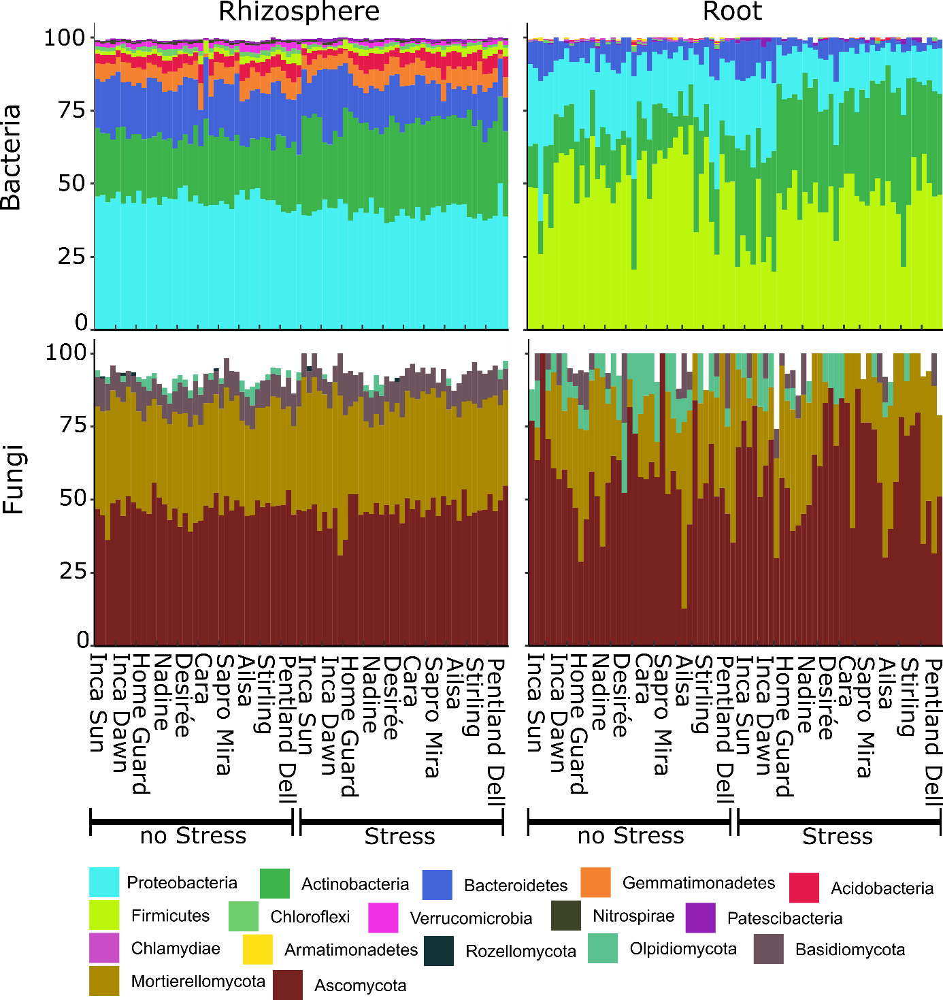 Rhizosphere Root
Bacteria
100
75
50
25
0
Fungi
100
75
50
25
0
Inca Sun
Inca Dawn
Home Guard
Nadine
Desirée
Cara
Sapro Mira
Ailsa
Stirling
Pentland Dell
Inca Sun
Inca Dawn
Home Guard
Nadine
Desirée
Cara
Sapro Mira
Ailsa
Stirling
Pentland Dell
Inca Sun
Inca Dawn
Home Guard
Nadine
Desirée
Cara
Sapro Mira
Ailsa
Stirling
Pentland Dell
Inca Sun
Inca Dawn
Home Guard
Nadine
Desirée
Cara
Sapro Mira
Ailsa
Stirling
Pentland Dell
no Stress Stress no Stress Stress
Proteobacteria Actinobacteria Bacteroidetes Gemmatimonadetes Acidobacteria
Firmicutes Chloroflexi Verrucomicrobia Nitrospirae Patescibacteria
Chlamydiae Armatimonadetes Rozellomycota Olpidiomycota Basidiomycota
Mortierellomycota Ascomycota